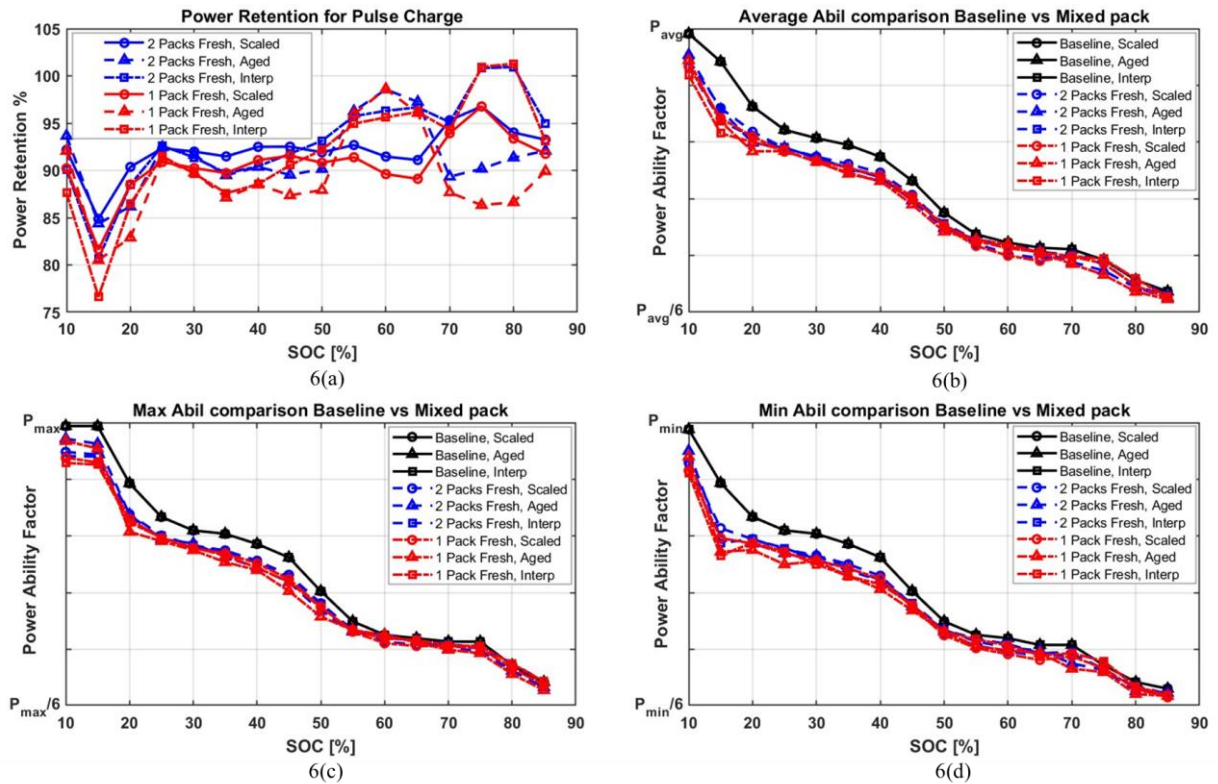 Power Retention for Pulse Charge
105
100
95
90
85
80
75
Power Retention %
2 Packs Fresh, Scaled
2 Packs Fresh, Aged
2 Packs Fresh, Interp
1 Pack Fresh, Scaled
1 Pack Fresh, Aged
1 Pack Fresh, Interp
10 20 30 40 50 60 70 80 90
SOC [%]
6(a)
Average Abil comparison Baseline vs Mixed pack
P_avg
Power Ability Factor
P_avg/6
Baseline, Scaled
Baseline, Aged
Baseline, Interp
2 Packs Fresh, Scaled
2 Packs Fresh, Aged
2 Packs Fresh, Interp
1 Pack Fresh, Scaled
1 Pack Fresh, Aged
1 Pack Fresh, Interp
10 20 30 40 50 60 70 80 90
SOC [%]
6(b)
Max Abil comparison Baseline vs Mixed pack
P_max
Power Ability Factor
P_max/6
Baseline, Scaled
Baseline, Aged
Baseline, Interp
2 Packs Fresh, Scaled
2 Packs Fresh, Aged
2 Packs Fresh, Interp
1 Pack Fresh, Scaled
1 Pack Fresh, Aged
1 Pack Fresh, Interp
10 20 30 40 50 60 70 80 90
SOC [%]
6(c)
Min Abil comparison Baseline vs Mixed pack
P_min
Power Ability Factor
P_min/6
Baseline, Scaled
Baseline, Aged
Baseline, Interp
2 Packs Fresh, Scaled
2 Packs Fresh, Aged
2 Packs Fresh, Interp
1 Pack Fresh, Scaled
1 Pack Fresh, Aged
1 Pack Fresh, Interp
10 20 30 40 50 60 70 80 90
SOC [%]
6(d)